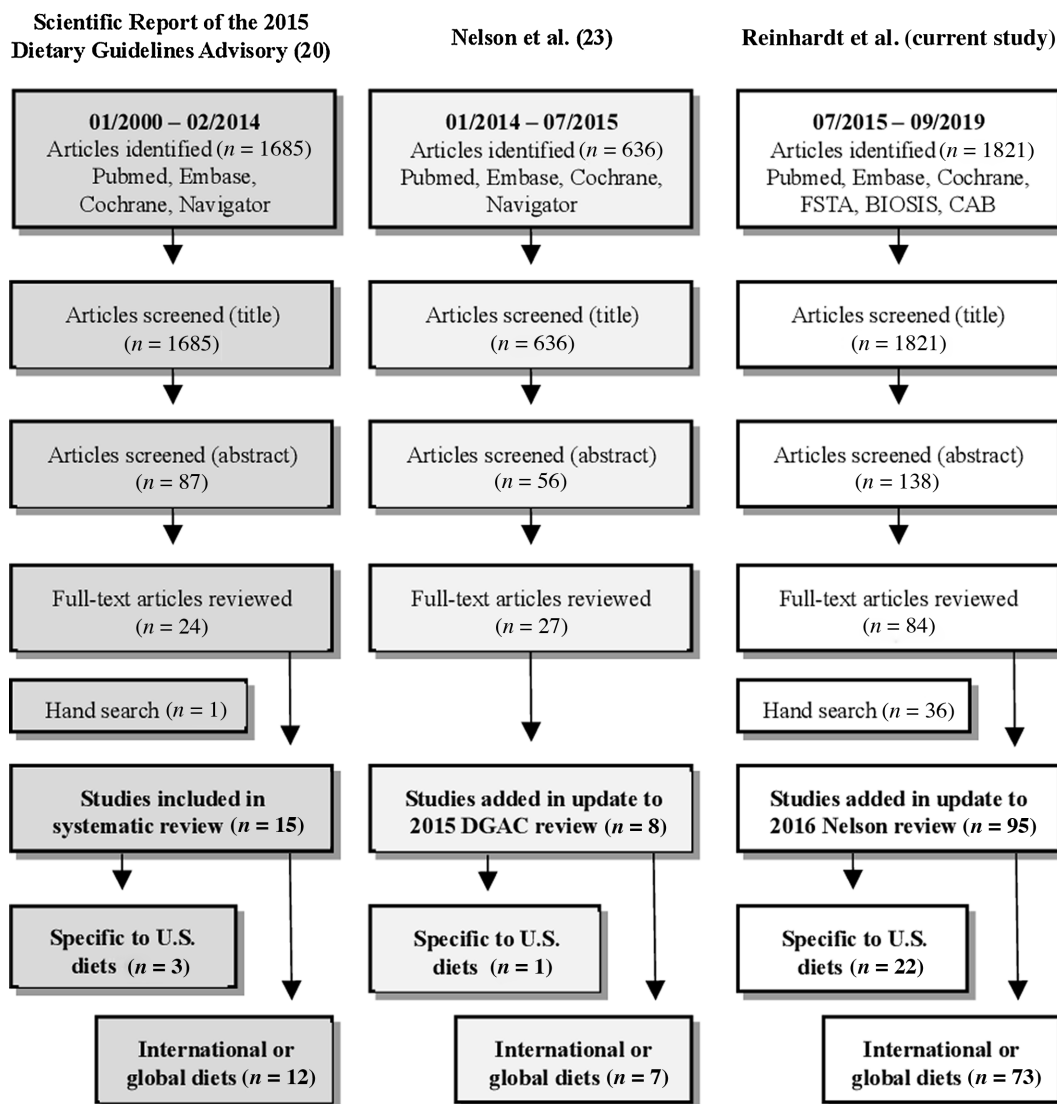 Scientific Report of the 2015
Dietary Guidelines Advisory (20)
01/2000 – 02/2014
Articles identified (n = 1685)
Pubmed, Embase,
Cochrane, Navigator
Articles screened (title)
(n = 1685)
Articles screened (abstract)
(n = 87)
Full-text articles reviewed
(n = 24)
Hand search (n = 1)
Studies included in
systematic review (n = 15)
Specific to U.S.
diets (n = 3)
International or
global diets (n = 12)
Nelson et al. (23)
01/2014 – 07/2015
Articles identified (n = 636)
Pubmed, Embase, Cochrane,
Navigator
Articles screened (title)
(n = 636)
Articles screened (abstract)
(n = 56)
Full-text articles reviewed
(n = 27)
Studies added in update to
2015 DGAC review (n = 8)
Specific to U.S.
diets (n = 1)
International or
global diets (n = 7)
Reinhardt et al. (current study)
07/2015 – 09/2019
Articles identified (n = 1821)
Pubmed, Embase, Cochrane,
FSTA, BIOSIS, CAB
Articles screened (title)
(n = 1821)
Articles screened (abstract)
(n = 138)
Full-text articles reviewed
(n = 84)
Hand search (n = 36)
Studies added in update to
2016 Nelson review (n = 95)
Specific to U.S.
diets (n = 22)
International or
global diets (n = 73)